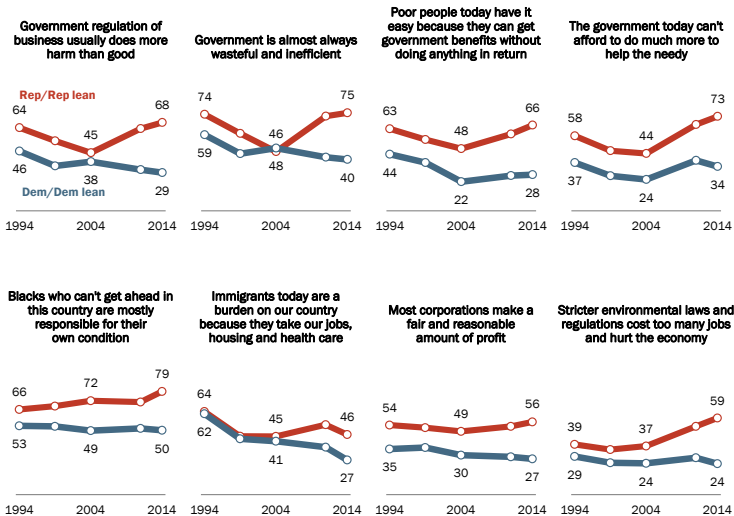 Government regulation of
business usually does more
harm than good
Rep/Rep lean
64
45
68
46
38
29
Dem/Dem lean
1994
2004
2014
Government is almost always
wasteful and inefficient
74
46
75
59
48
40
1994
2004
2014
Poor people today have it
easy because they can get
government benefits without
doing anything in return
63
48
66
44
22
28
1994
2004
2014
The government today can't
afford to do much more to
help the needy
58
44
73
37
24
34
1994
2004
2014
Blacks who can't get ahead in
this country are mostly
responsible for their
own condition
66
72
79
53
49
50
1994
2004
2014
Immigrants today are a
burden on our country
because they take our jobs,
housing and health care
64
45
46
62
41
27
1994
2004
2014
Most corporations make a
fair and reasonable
amount of profit
54
49
56
35
30
27
1994
2004
2014
Stricter environmental laws and
regulations cost too many jobs
and hurt the economy
39
37
59
29
24
24
1994
2004
2014